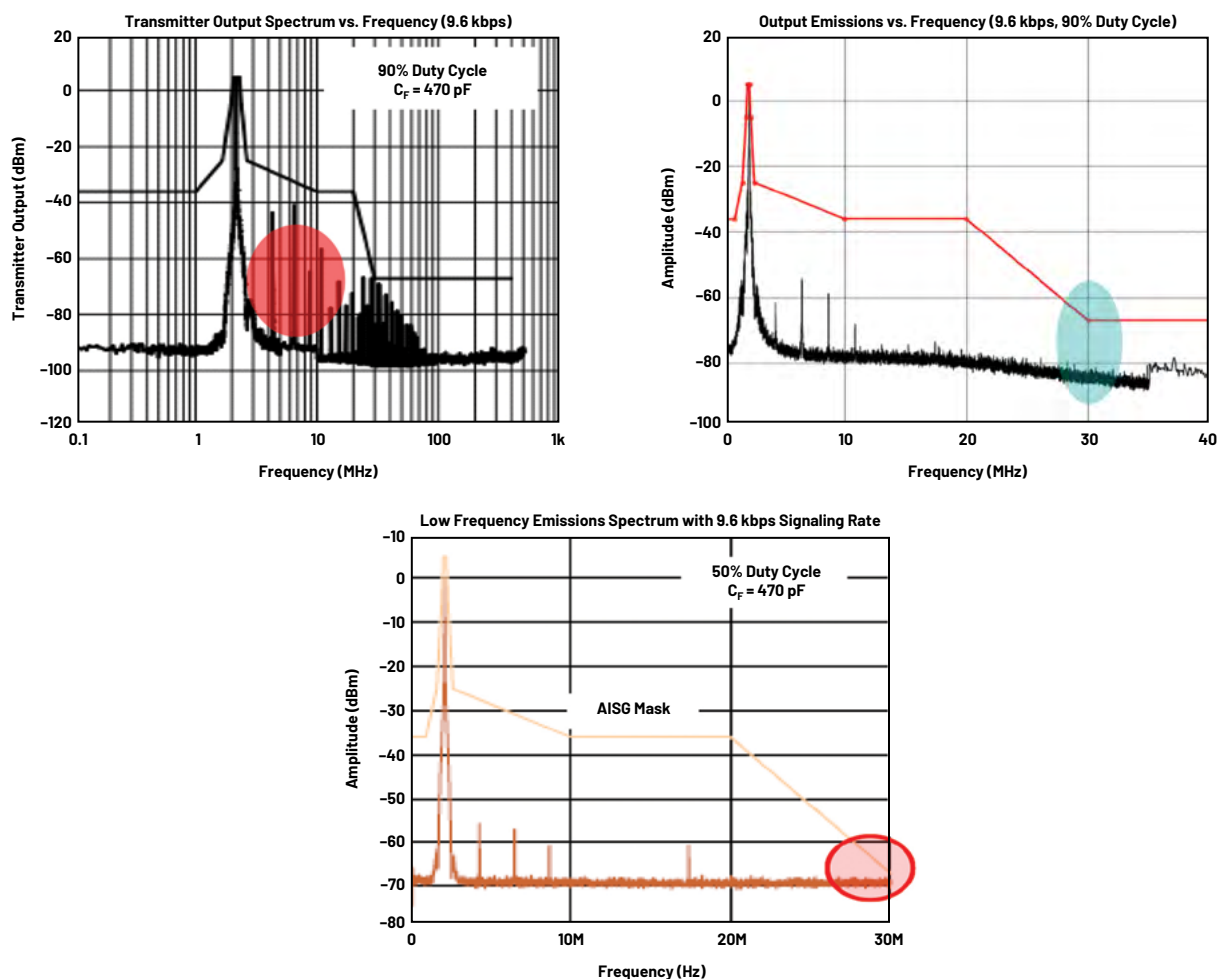 Transmitter Output Spectrum vs. Frequency (9.6 kbps)
20
0
−20
−40
−60
−80
−100
−120
Transmitter Output (dBm)
90% Duty Cycle
C_F = 470 pF
0.1
1
10
100
1k
Frequency (MHz)
Output Emissions vs. Frequency (9.6 kbps, 90% Duty Cycle)
20
0
−20
−40
−60
−80
−100
Amplitude (dBm)
0
10
20
30
40
Frequency (MHz)
Low Frequency Emissions Spectrum with 9.6 kbps Signaling Rate
−10
0
−10
−20
−30
−40
−50
−60
−70
−80
Amplitude (dBm)
50% Duty Cycle
C_F = 470 pF
AISG Mask
0
10M
20M
30M
Frequency (Hz)